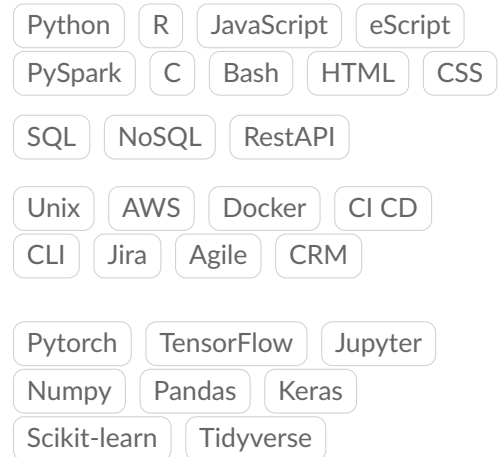 Python R JavaScript eScript
PySpark C Bash HTML CSS
SQL NoSQL RestAPI
Unix AWS Docker CI CD
CLI Jira Agile CRM
Pytorch TensorFlow Jupyter
Numpy Pandas Keras
Scikit-learn Tidyverse